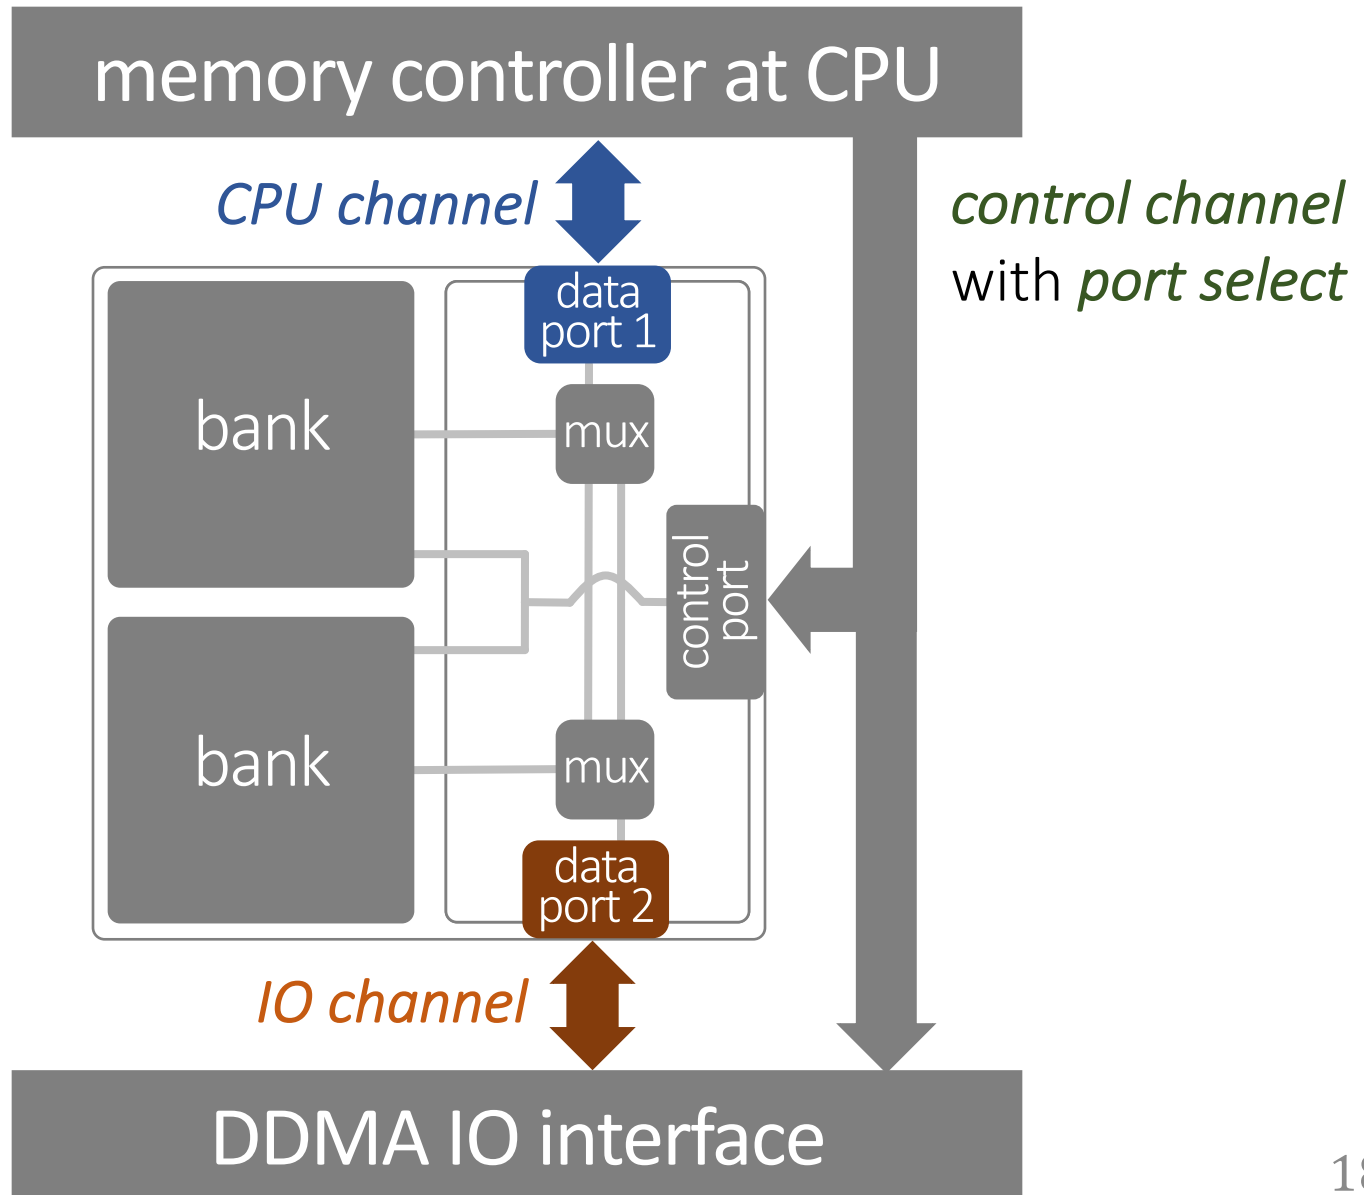 memory controller at CPU
CPU channel
control channel
with port select
data
port 1
bank
mux
control
port
bank
mux
data
port 2
IO channel
DDMA IO interface
18